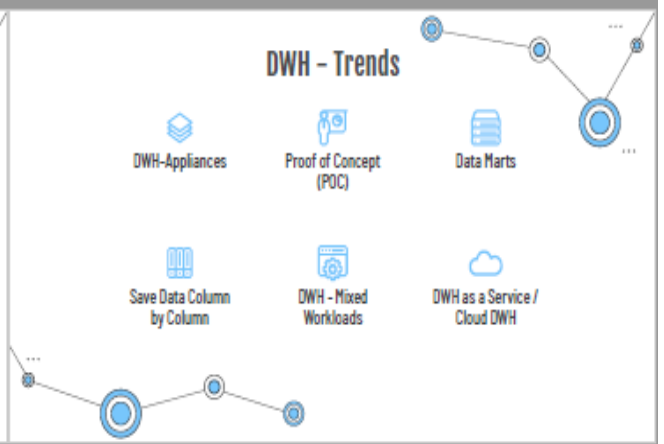 DWH – Trends
DWH-Appliances
Proof of Concept
(POC)
Data Marts
Save Data Column
by Column
DWH - Mixed
Workloads
DWH as a Service /
Cloud DWH
...
...
...